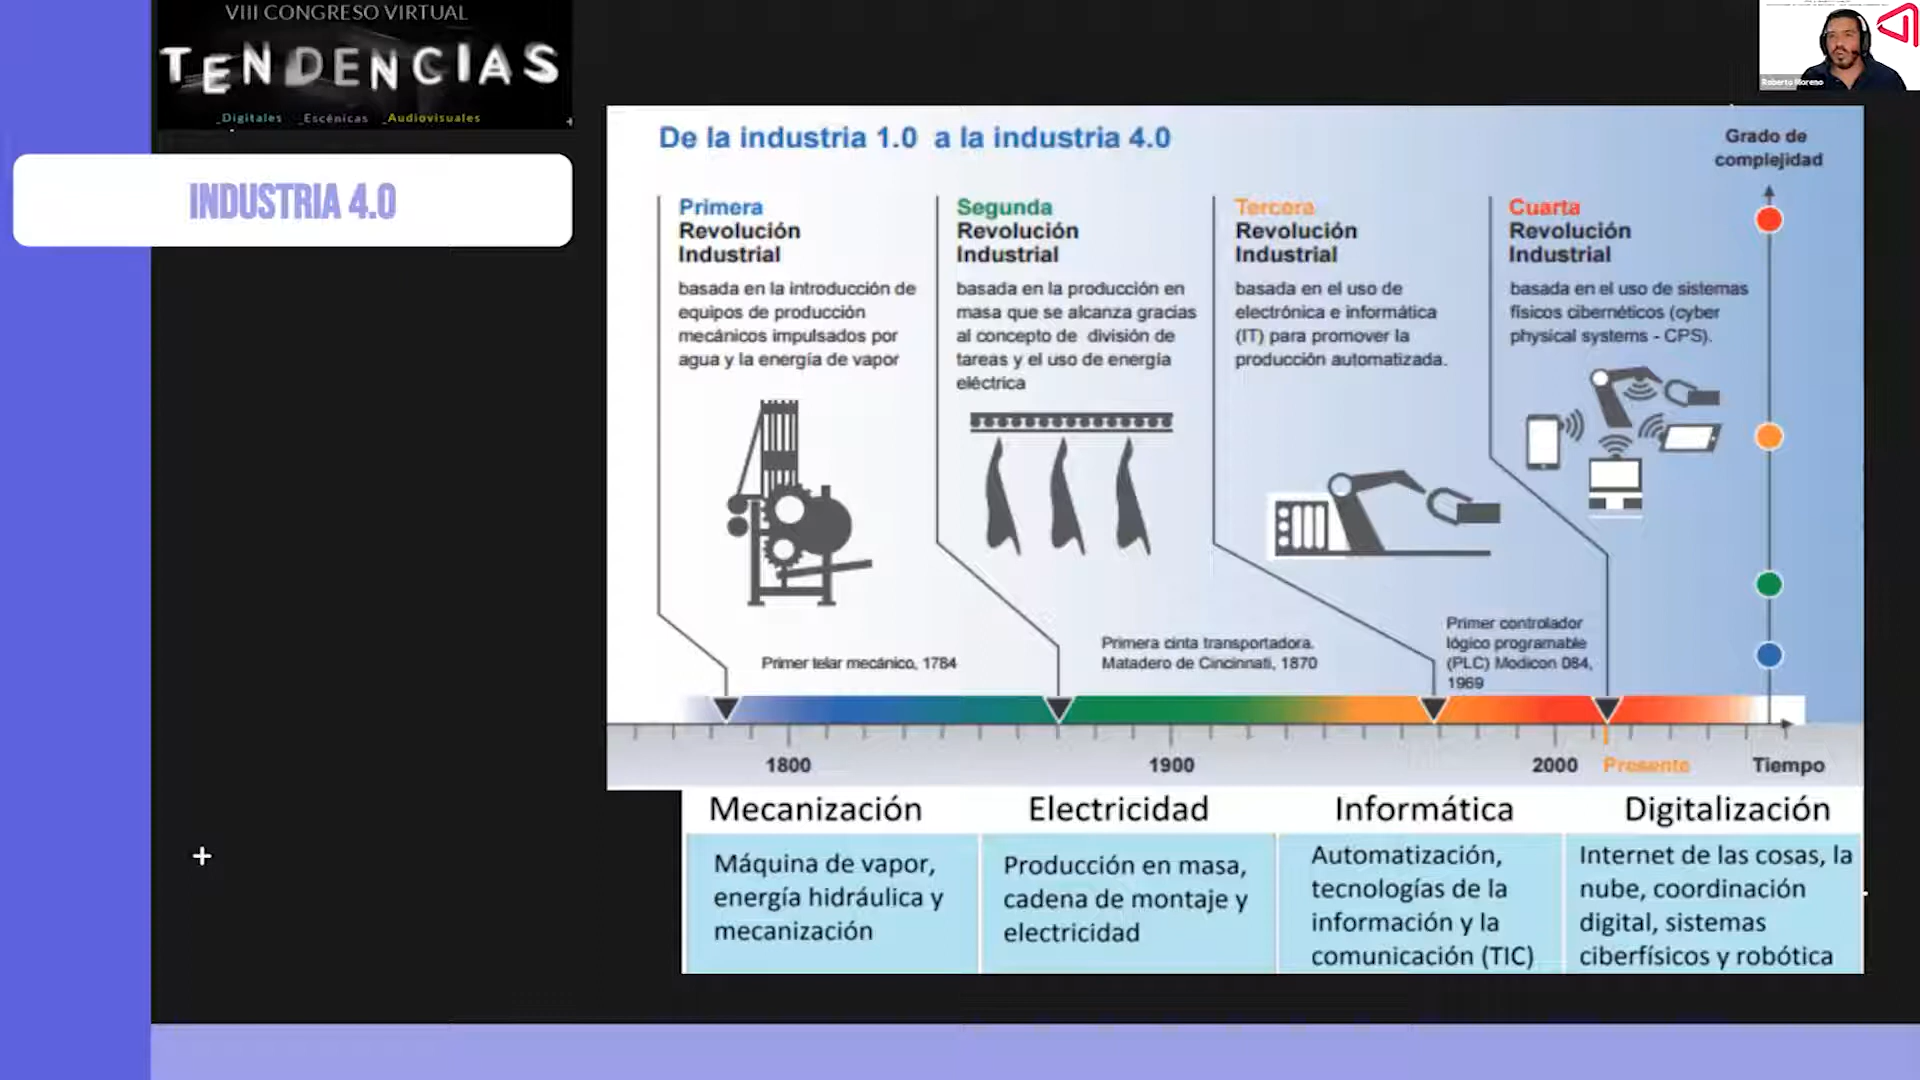 VIII CONGRESO VIRTUAL
TENDENCIAS
_Digitales _Escénicas _Audiovisuales
INDUSTRIA 4.0
Roberto Moreno
De la industria 1.0 a la industria 4.0
Grado de
complejidad
Primera
Revolución
Industrial
basada en la introducción de
equipos de producción
mecánicos impulsados por
agua y la energía de vapor
Segunda
Revolución
Industrial
basada en la producción en
masa que se alcanza gracias
al concepto de división de
tareas y el uso de energía
eléctrica
Tercera
Revolución
Industrial
basada en el uso de
electrónica e informática
(IT) para promover la
producción automatizada.
Cuarta
Revolución
Industrial
basada en el uso de sistemas
físicos cibernéticos (cyber
physical systems - CPS).
Primer telar mecánico, 1784
Primera cinta transportadora.
Matadero de Cincinnati, 1870
Primer controlador
lógico programable
(PLC) Modicon 084,
1969
1800
1900
2000
Presente
Tiempo
Mecanización
Electricidad
Informática
Digitalización
Máquina de vapor,
energía hidráulica y
mecanización
Producción en masa,
cadena de montaje y
electricidad
Automatización,
tecnologías de la
información y la
comunicación (TIC)
Internet de las cosas, la
nube, coordinación
digital, sistemas
ciberfísicos y robótica